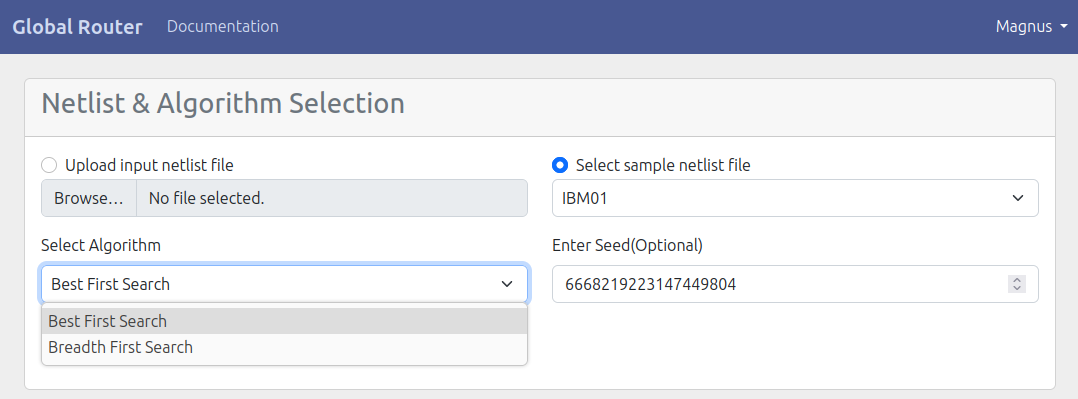 Global Router Documentation Magnus
Netlist & Algorithm Selection
Upload input netlist file
Select sample netlist file
Browse… No file selected.
IBM01
Select Algorithm
Enter Seed(Optional)
Best First Search
6668219223147449804
Best First Search
Breadth First Search